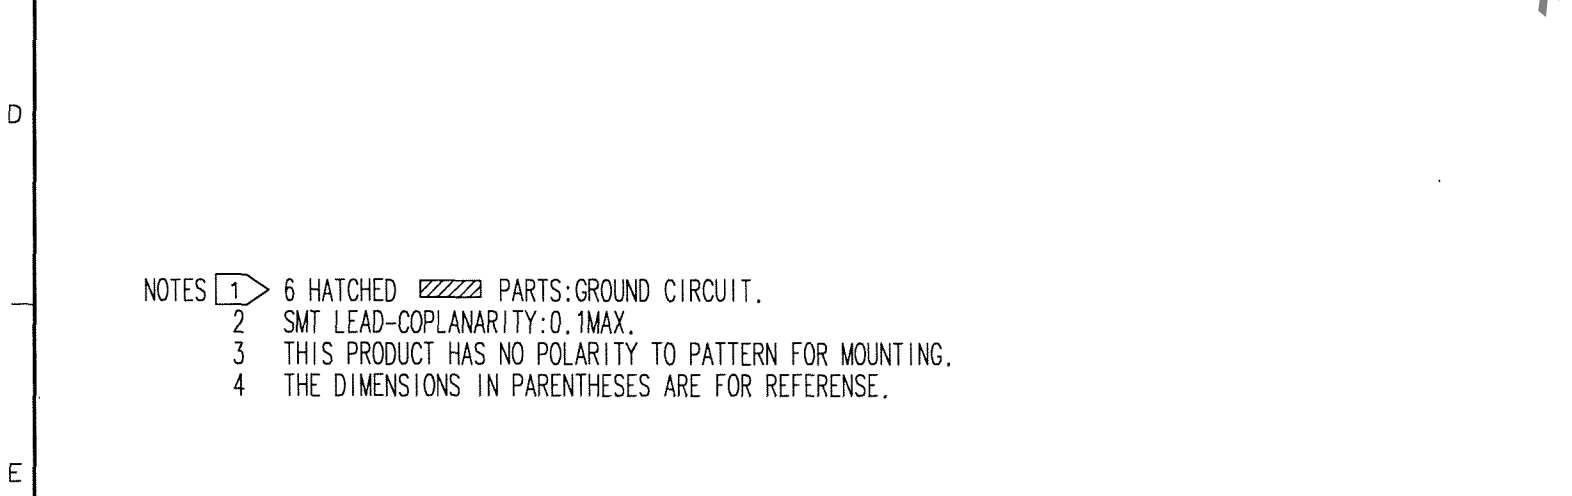 D
NOTES 1 6 HATCHED PARTS:GROUND CIRCUIT.
2 SMT LEAD-COPLANARITY:0.1MAX.
3 THIS PRODUCT HAS NO POLARITY TO PATTERN FOR MOUNTING.
4 THE DIMENSIONS IN PARENTHESES ARE FOR REFERENSE.
E